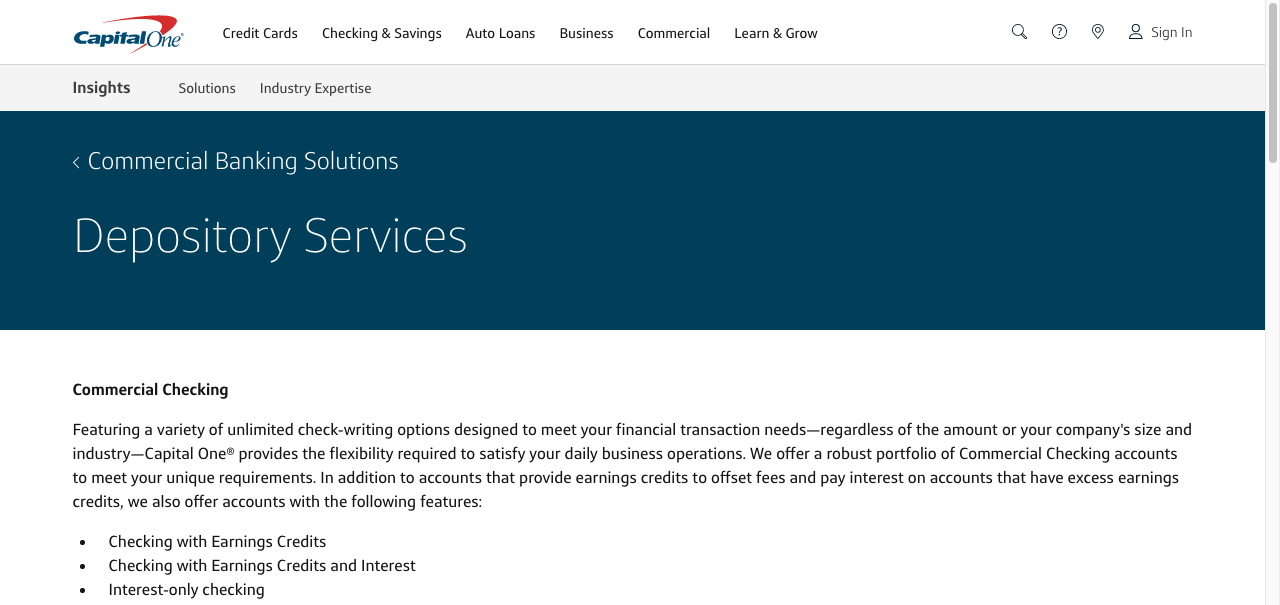 Capital One®
Credit Cards
Checking & Savings
Auto Loans
Business
Commercial
Learn & Grow
Sign In
Insights
Solutions
Industry Expertise
Commercial Banking Solutions
Depository Services
Commercial Checking
Featuring a variety of unlimited check-writing options designed to meet your financial transaction needs—regardless of the amount or your company's size and
industry—Capital One® provides the flexibility required to satisfy your daily business operations. We offer a robust portfolio of Commercial Checking accounts
to meet your unique requirements. In addition to accounts that provide earnings credits to offset fees and pay interest on accounts that have excess earnings
credits, we also offer accounts with the following features:
• Checking with Earnings Credits
• Checking with Earnings Credits and Interest
• Interest-only checking